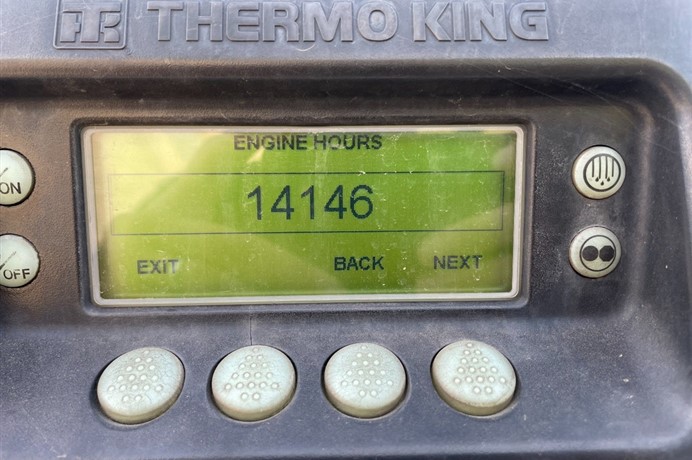 THERMO KING
ENGINE HOURS
14146
EXIT BACK NEXT
ON
OFF